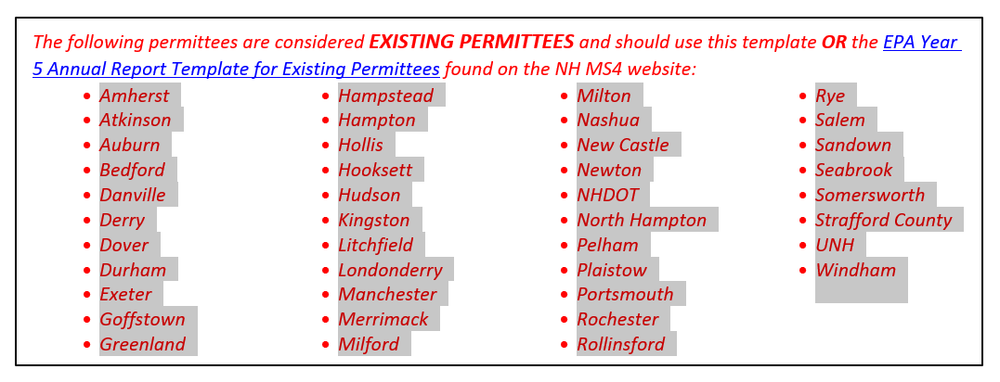 The following permittees are considered EXISTING PERMITTEES and should use this template OR the EPA Year
5 Annual Report Template for Existing Permittees found on the NH MS4 website:
• Amherst
• Atkinson
• Auburn
• Bedford
• Danville
• Derry
• Dover
• Durham
• Exeter
• Goffstown
• Greenland
• Hampstead
• Hampton
• Hollis
• Hooksett
• Hudson
• Kingston
• Litchfield
• Londonderry
• Manchester
• Merrimack
• Milford
• Milton
• Nashua
• New Castle
• Newton
• NHDOT
• North Hampton
• Pelham
• Plaistow
• Portsmouth
• Rochester
• Rollinsford
• Rye
• Salem
• Sandown
• Seabrook
• Somersworth
• Strafford County
• UNH
• Windham